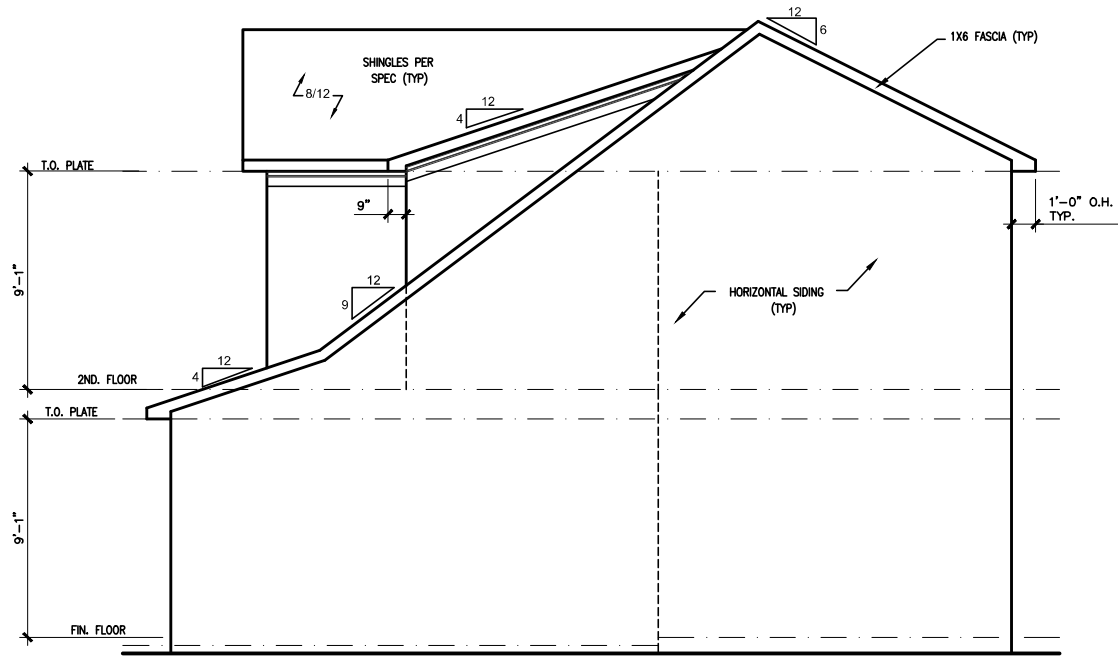 12
6
1X6 FASCIA (TYP)
SHINGLES PER
SPEC (TYP)
8/12
12
4
T.O. PLATE
9"
1'-0" O.H.
TYP.
9'-1"
12
9
HORIZONTAL SIDING
(TYP)
12
4
2ND. FLOOR
T.O. PLATE
9'-1"
FIN. FLOOR